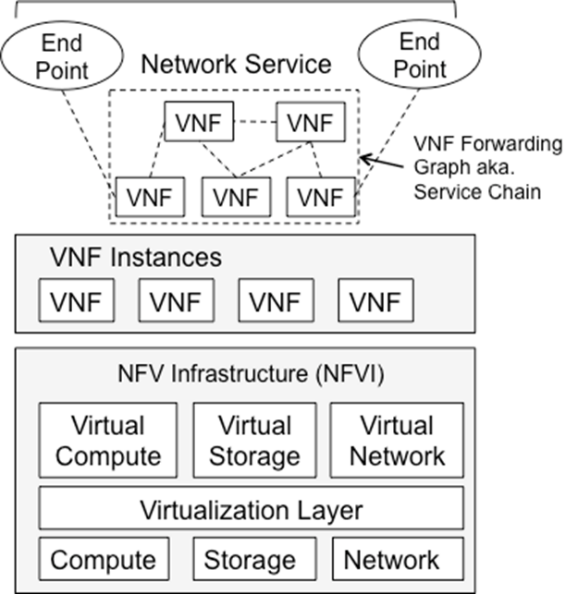 End
Point
Network Service
End
Point
VNF
VNF
VNF Forwarding
Graph aka.
Service Chain
VNF
VNF
VNF
VNF Instances
VNF
VNF
VNF
VNF
NFV Infrastructure (NFVI)
Virtual
Compute
Virtual
Storage
Virtual
Network
Virtualization Layer
Compute
Storage
Network